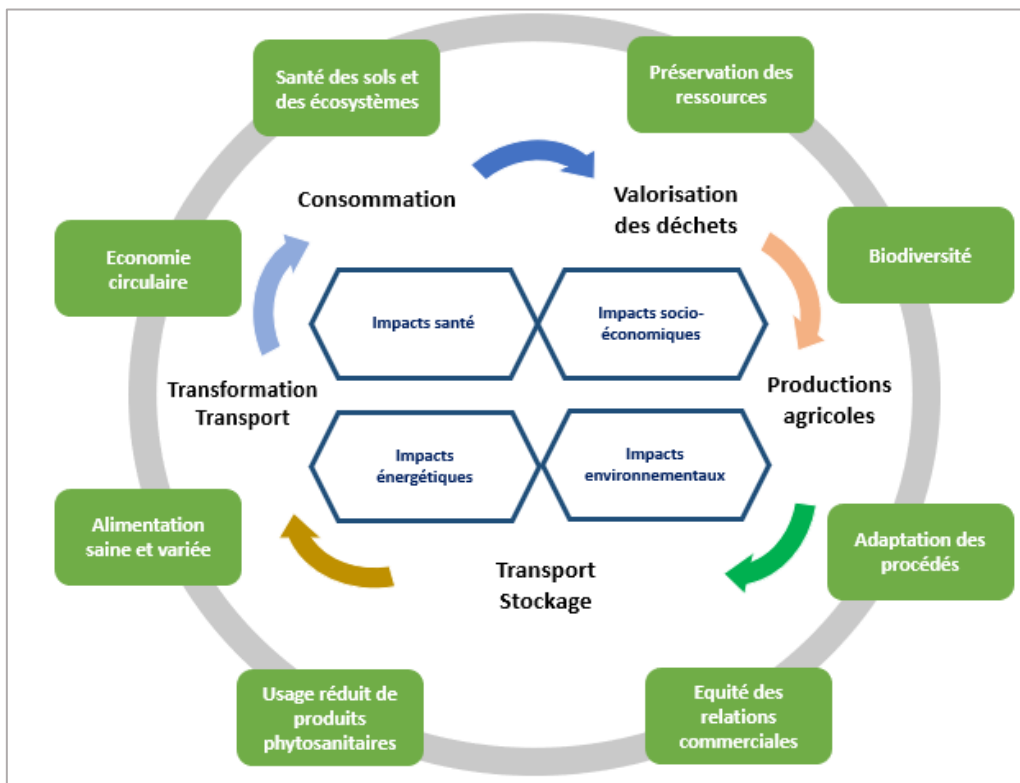 Santé des sols et
des écosystèmes
Préservation des
ressources
Consommation
Valorisation
des déchets
Economie
circulaire
Biodiversité
Impacts santé
Impacts socio-
économiques
Transformation
Transport
Productions
agricoles
Impacts
énergétiques
Impacts
environnementaux
Alimentation
saine et variée
Adaptation des
procédés
Transport
Stockage
Usage réduit de
produits
phytosanitaires
Equité des
relations
commerciales